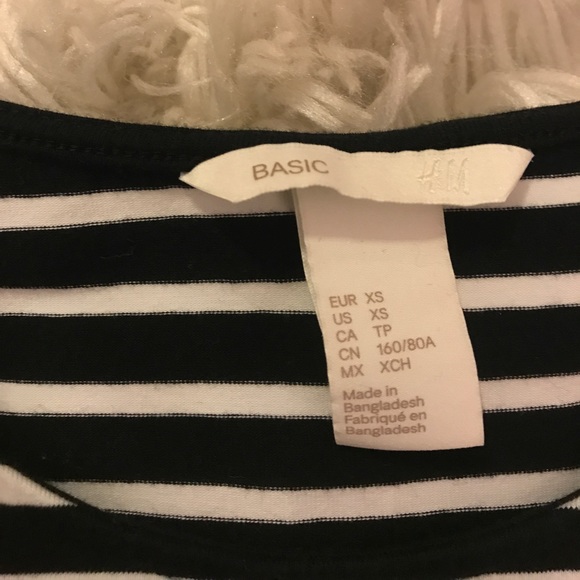 BASIC H&M
EUR XS
US XS
CA TP
CN 160/80A
MX XCH
Made in
Bangladesh
Fabriqué en
Bangladesh